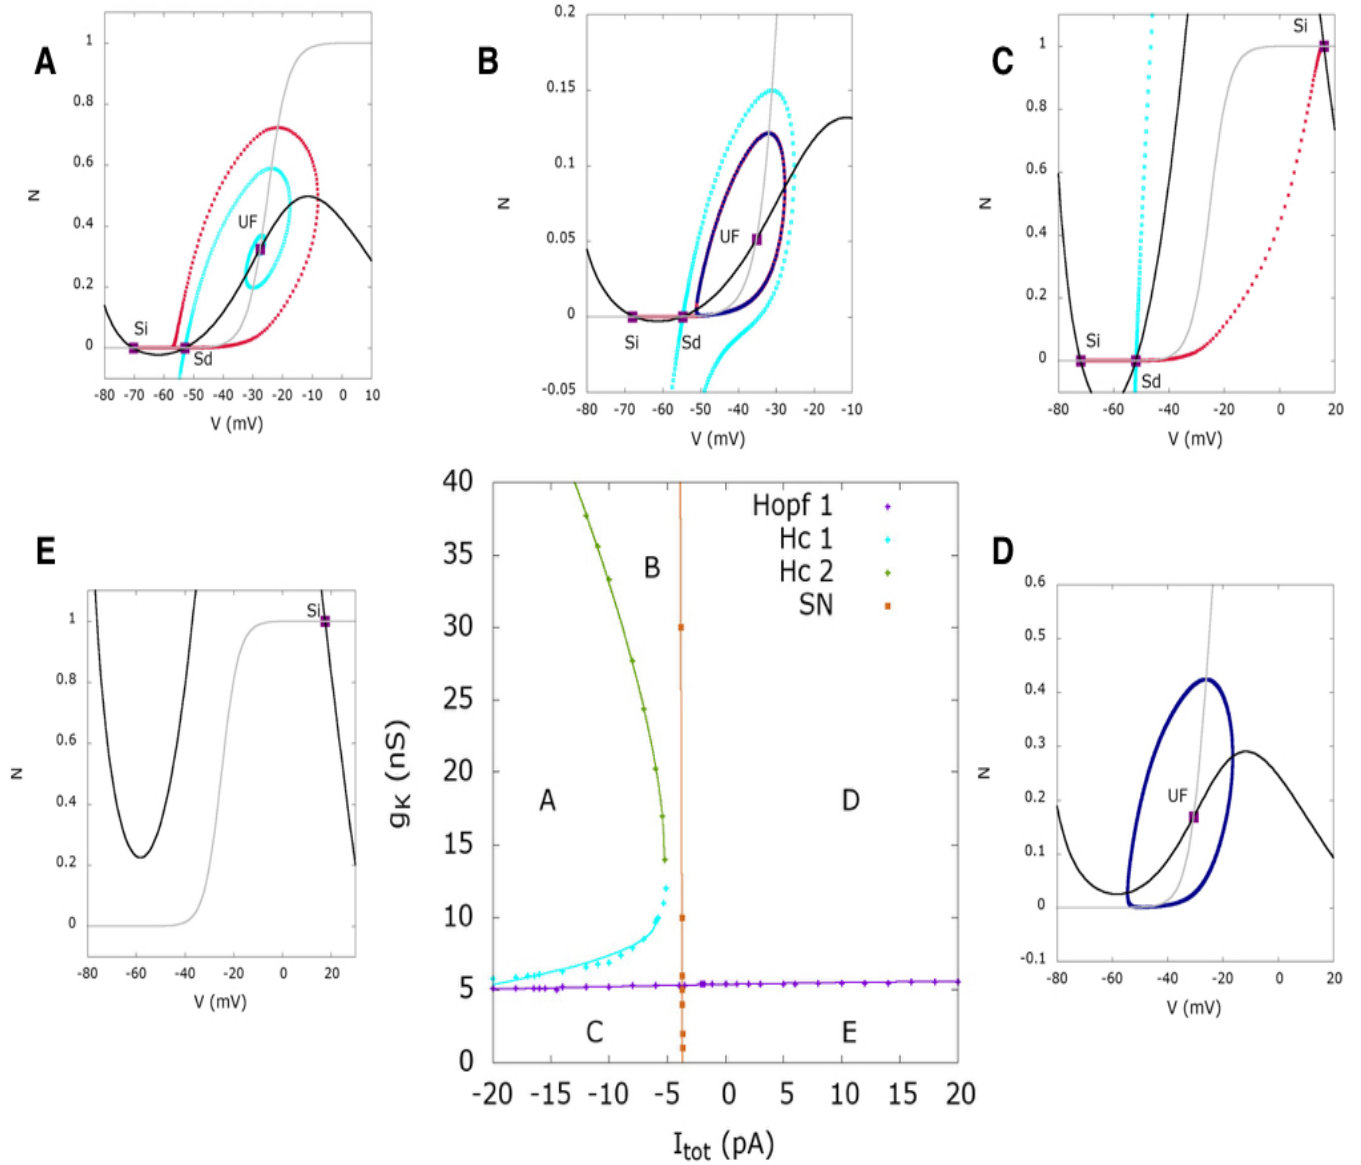 A
1
0.8
0.6
0.4
0.2
0
N
UF
Si
Sd
-80 -70 -60 -50 -40 -30 -20 -10 0 10
V (mV)
B
0.2
0.15
0.1
0.05
0
-0.05
N
UF
Si
Sd
-80 -70 -60 -50 -40 -30 -20 -10
V (mV)
C
1
0.8
0.6
0.4
0.2
0
N
Si
Si
Sd
-80 -60 -40 -20 0 20
V (mV)
E
1
0.8
0.6
0.4
0.2
0
N
Si
-80 -60 -40 -20 0 20
V (mV)
40
35
30
25
20
15
10
5
0
gK (nS)
Hopf 1
Hc 1
Hc 2
SN
B
A
D
C
E
-20 -15 -10 -5 0 5 10 15 20
Itot (pA)
D
0.6
0.5
0.4
0.3
0.2
0.1
0
-0.1
N
UF
-80 -60 -40 -20 0 20
V (mV)